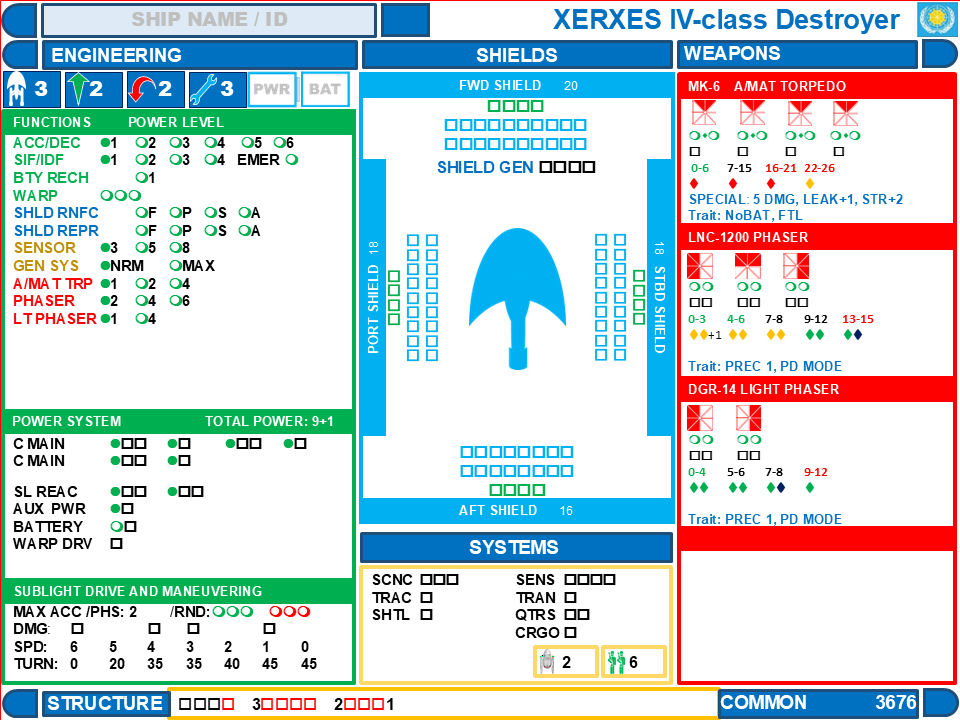 SHIP NAME / ID
XERXES IV-class Destroyer
ENGINEERING
SHIELDS
WEAPONS
3 2 2 3 PWR BAT
FUNCTIONS POWER LEVEL
ACC/DEC 1 2 3 4 5 6
SIF/IDF 1 2 3 4 EMER
BTY RECH 1
WARP
SHLD RNFC F P S A
SHLD REPR F P S A
SENSOR 3 5 8
GEN SYS NRM MAX
A/MAT TRP 1 2 4
PHASER 2 4 6
LT PHASER 1 4
POWER SYSTEM TOTAL POWER: 9+1
C MAIN
C MAIN
SL REAC
AUX PWR
BATTERY
WARP DRV
SUBLIGHT DRIVE AND MANUVERING
MAX ACC /PHS: 2 /RND:
DMG:
SPD: 6 5 4 3 2 1 0
TURN: 0 20 35 35 40 45 45
FWD SHIELD 20
SHIELD GEN
PORT SHIELD 18
18 STBD SHIELD
AFT SHIELD 16
SYSTEMS
SCNC SENS
TRAC TRAN
SHTL QTRS
CRGO
2 6
MK-6 A/MAT TORPEDO
0-6 7-15 16-21 22-26
SPECIAL: 5 DMG, LEAK+1, STR+2
Trait: NoBAT, FTL
LNC-1200 PHASER
0-3 4-6 7-8 9-12 13-15
+1
Trait: PREC 1, PD MODE
DGR-14 LIGHT PHASER
0-4 5-6 7-8 9-12
Trait: PREC 1, PD MODE
STRUCTURE 3 2 1
COMMON 3676